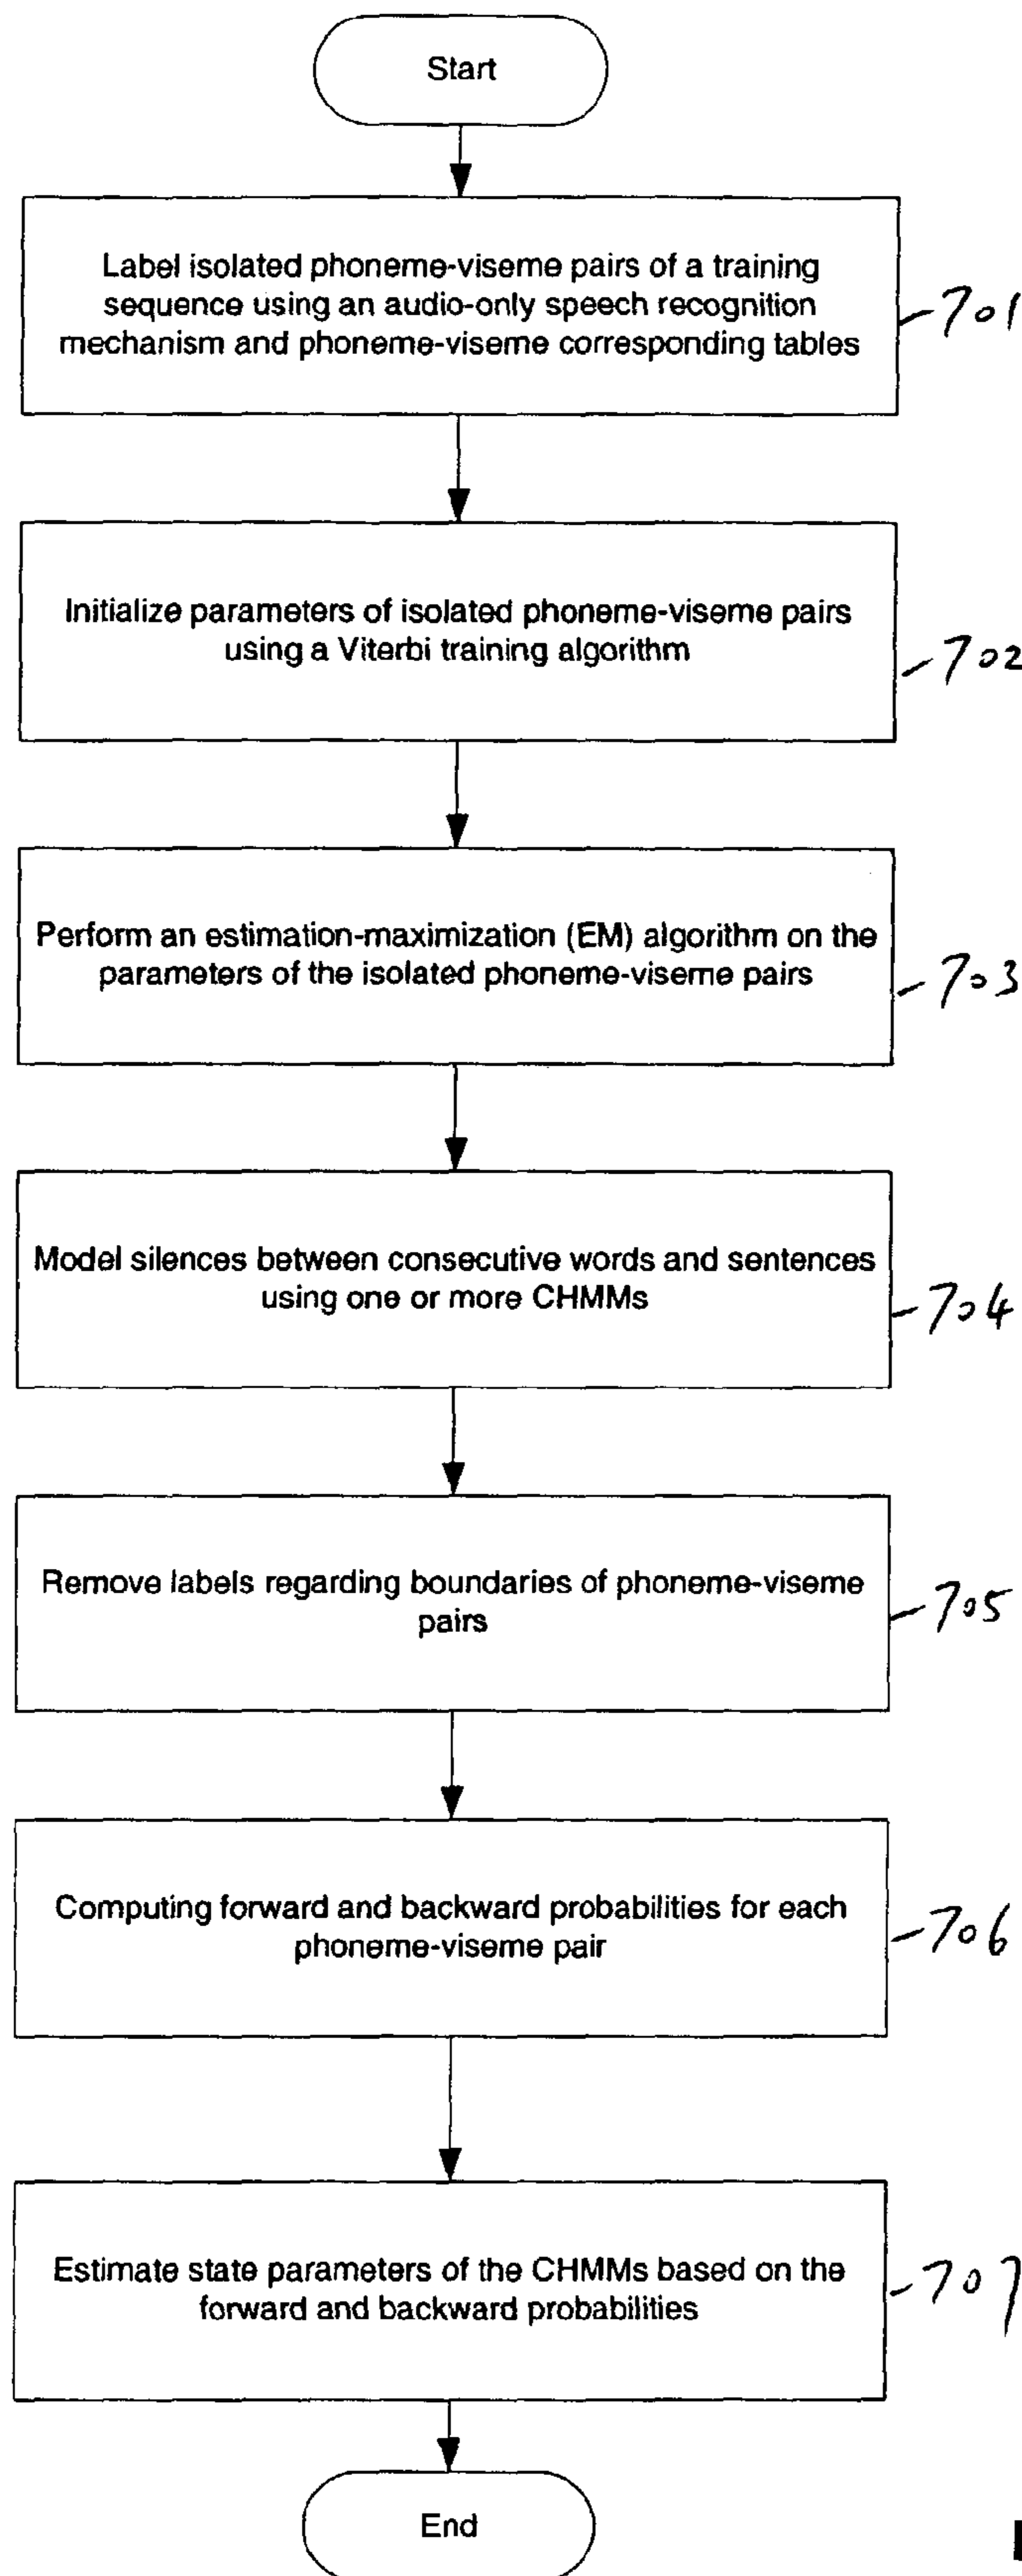 Start
Label isolated phoneme-viseme pairs of a training
sequence using an audio-only speech recognition
mechanism and phoneme-viseme corresponding tables
701
Initialize parameters of isolated phoneme-viseme pairs
using a Viterbi training algorithm
702
Perform an estimation-maximization (EM) algorithm on the
parameters of the isolated phoneme-viseme pairs
703
Model silences between consecutive words and sentences
using one or more CHMMs
704
Remove labels regarding boundaries of phoneme-viseme
pairs
705
Computing forward and backward probabilities for each
phoneme-viseme pair
706
Estimate state parameters of the CHMMs based on the
forward and backward probabilities
707
End